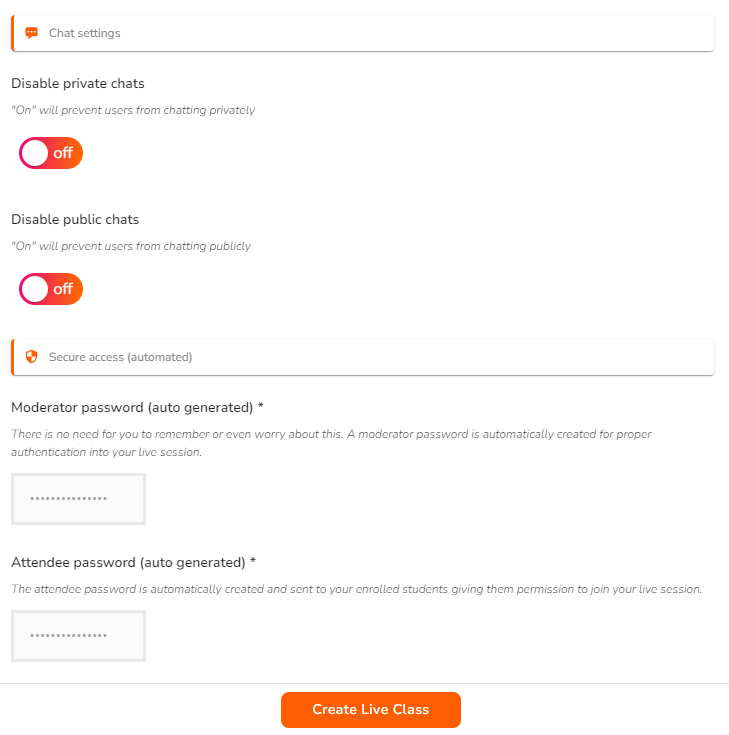 Chat settings
Disable private chats
"On" will prevent users from chatting privately
off
Disable public chats
"On" will prevent users from chatting publicly
off
Secure access (automated)
Moderator password (auto generated) *
There is no need for you to remember or even worry about this. A moderator password is automatically created for proper
authentication into your live session.
•••••••••••••••
Attendee password (auto generated) *
The attendee password is automatically created and sent to your enrolled students giving them permission to join your live session.
•••••••••••••••
Create Live Class